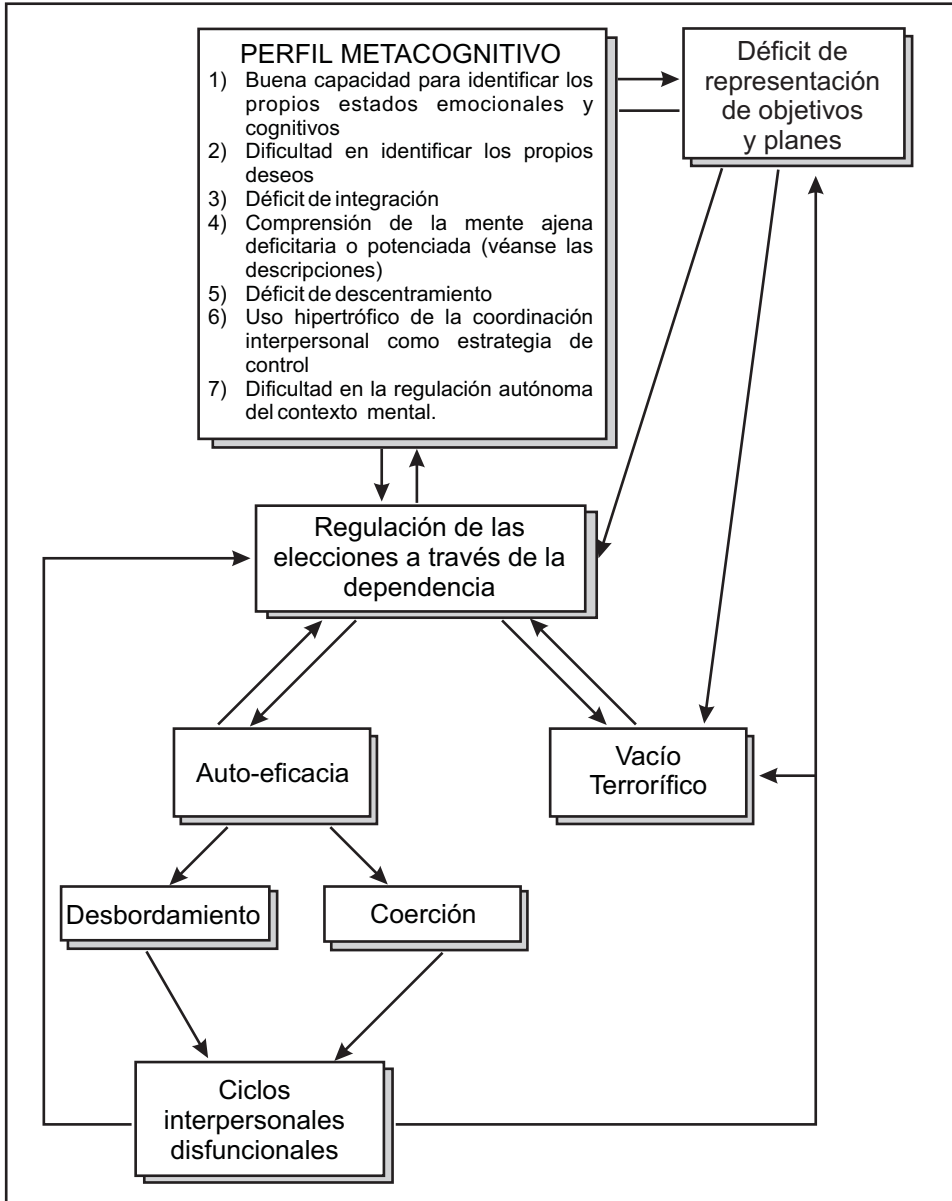 PERFIL METACOGNITIVO
1) Buena capacidad para identificar los
propios estados emocionales y
cognitivos
2) Dificultad en identificar los propios
deseos
3) Déficit de integración
4) Comprensión de la mente ajena
deficitaria o potenciada (véanse las
descripciones)
5) Déficit de descentramiento
6) Uso hipertrófico de la coordinación
interpersonal como estrategia de
control
7) Dificultad en la regulación autónoma
del contexto mental.
Déficit de
representación
de objetivos
y planes
Regulación de las
elecciones a través de la
dependencia
Auto-eficacia
Vacío
Terrorífico
Desbordamiento
Coerción
Ciclos
interpersonales
disfuncionales